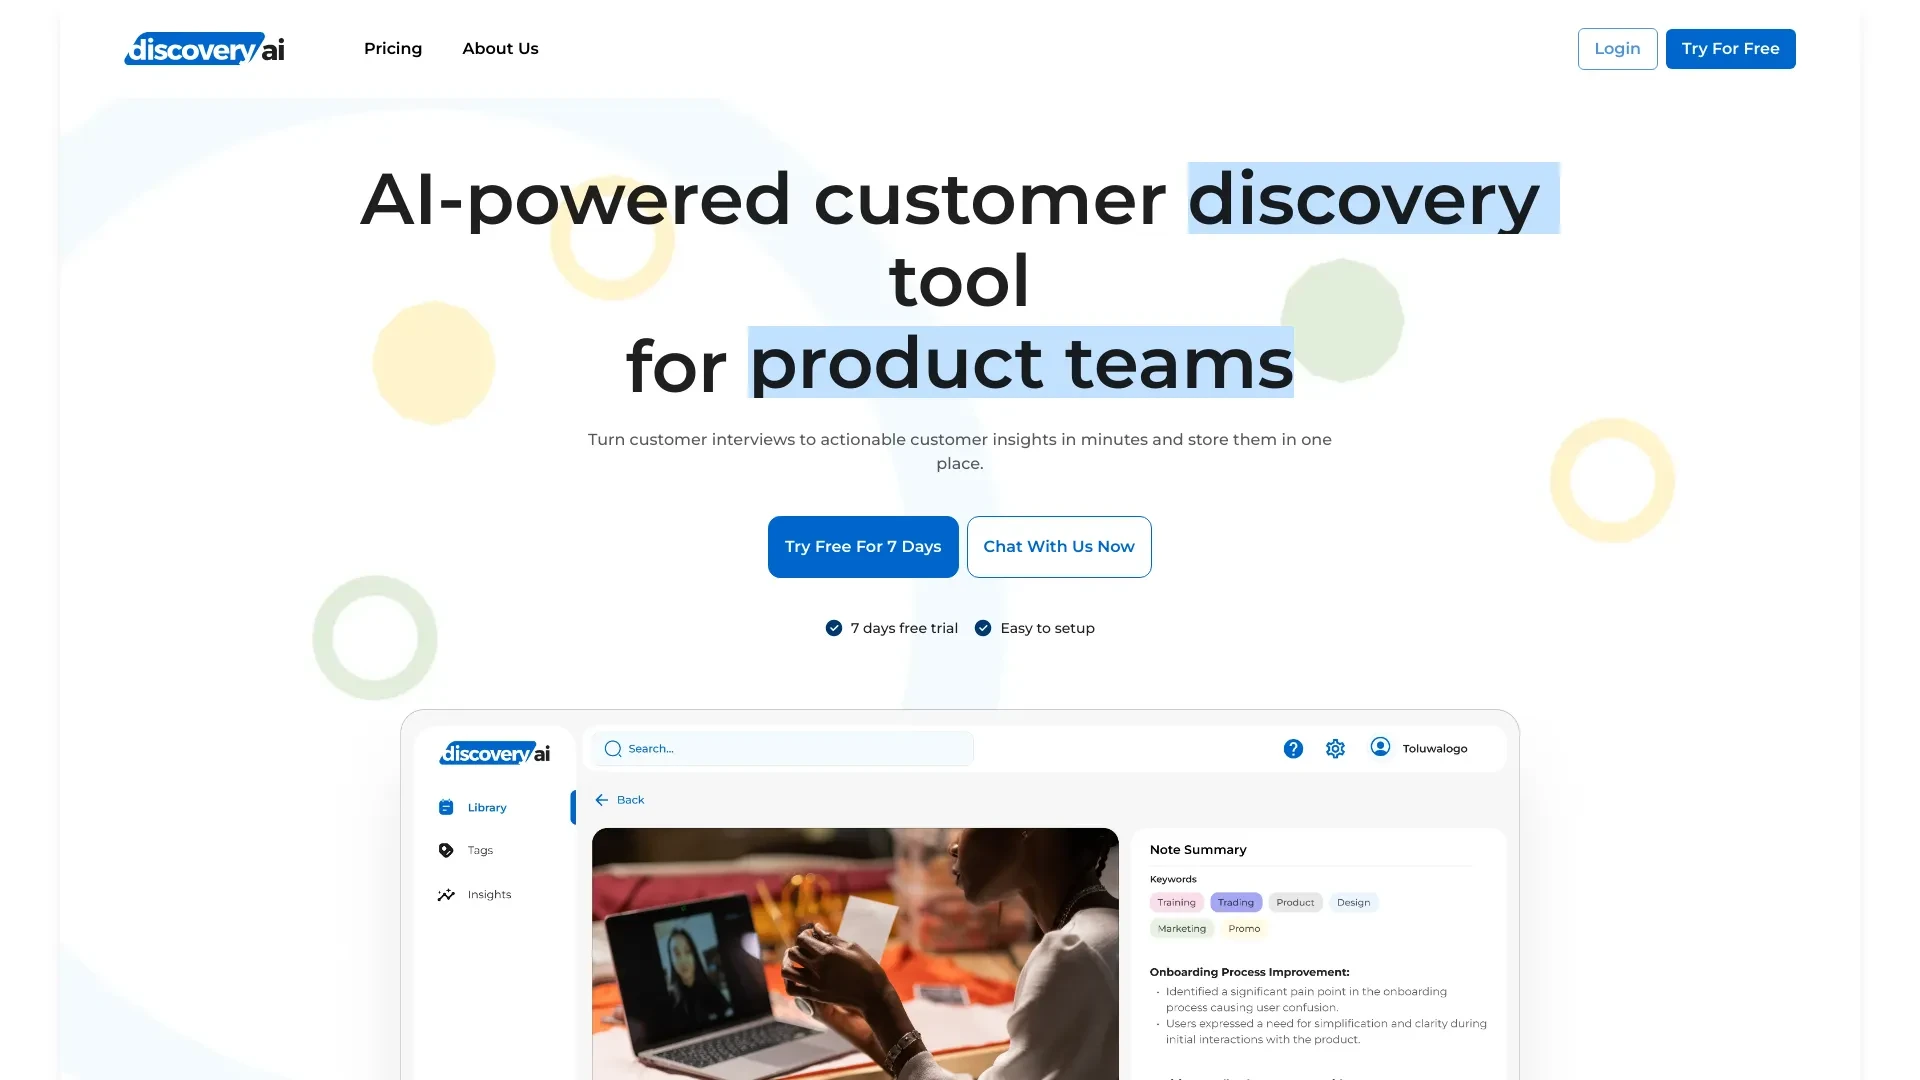 discovery ai
Pricing
About Us
Login
Try For Free
AI-powered customer discovery
tool
for product teams
Turn customer interviews to actionable customer insights in minutes and store them in one
place.
Try Free For 7 Days
Chat With Us Now
7 days free trial
Easy to setup
discovery ai
Search...
?
Toluwalogo
Library
Tags
Insights
Back
Note Summary
Keywords
Training
Trading
Product
Design
Marketing
Promo
Onboarding Process Improvement:
• Identified a significant pain point in the onboarding
process causing user confusion.
• Users expressed a need for simplification and clarity during
initial interactions with the product.